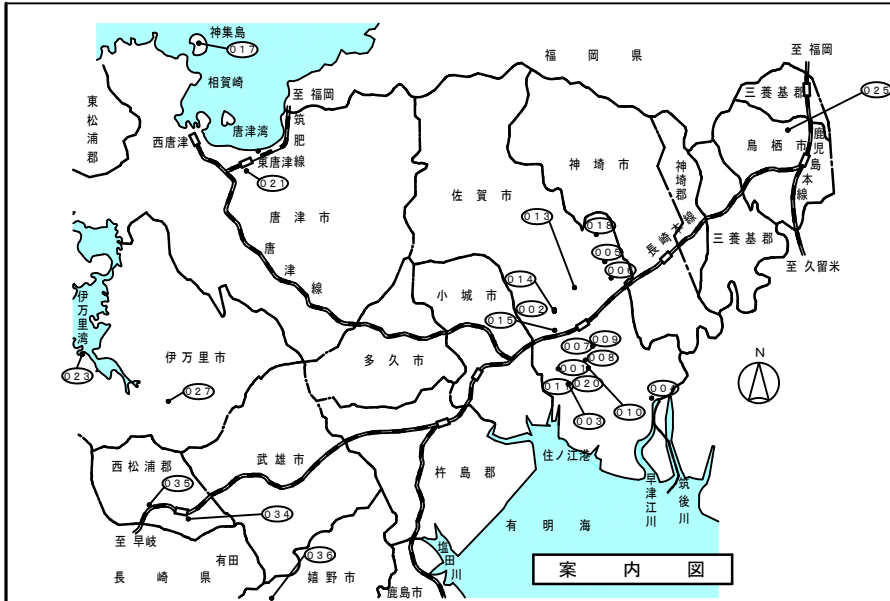 神集島
017
相賀崎
福岡県
至 福岡
三養基郡
025
東松浦郡
至 福岡
筑肥線
唐津湾
西唐津
東唐津
021
鳥栖市
鹿児島本線
神埼市
神埼郡
佐賀市
013
018
長崎本線
唐津市
唐津線
005
006
三養基郡
至 久留米
014
小城市
002
015
伊万里湾
伊万里市
多久市
007
009
008
001
023
027
011
020
004
N
003
010
西松浦郡
武雄市
杵島郡
住ノ江港
035
034
早津江川
筑後川
至 早岐
有田
036
塩田川
有明海
長崎県
嬉野市
鹿島市
案内図